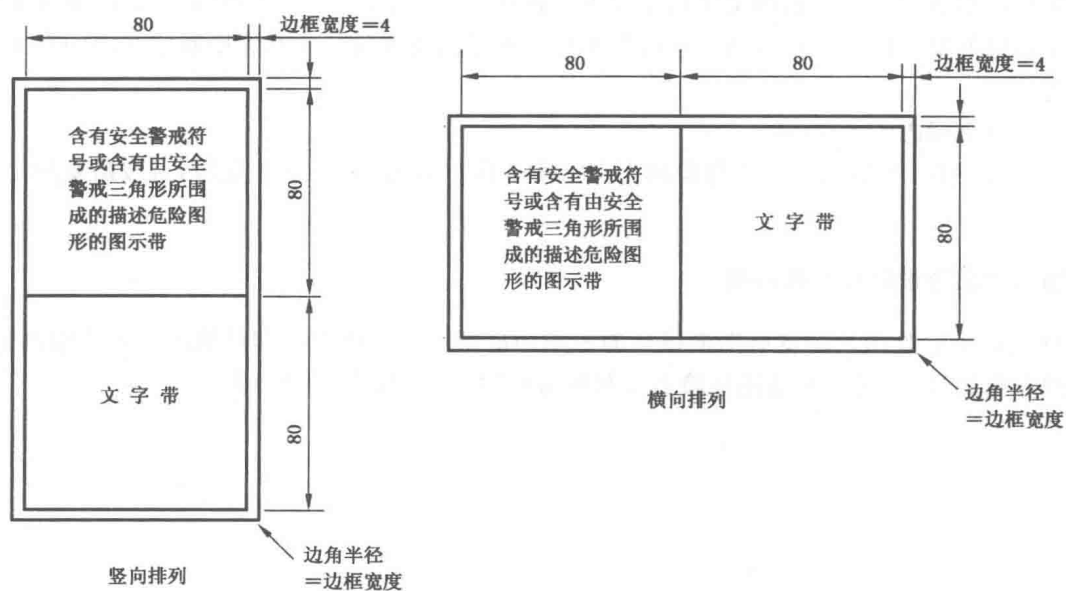 80
边框宽度=4
80
80
边框宽度=4
含有安全警戒符
号或含有由安全
警戒三角形所围
成的描述危险图
形的图示带
80
含有安全警戒符
号或含有由安全
警戒三角形所围
成的描述危险图
形的图示带
文字带
80
文字带
80
横向排列
边角半径
=边框宽度
竖向排列
边角半径
=边框宽度